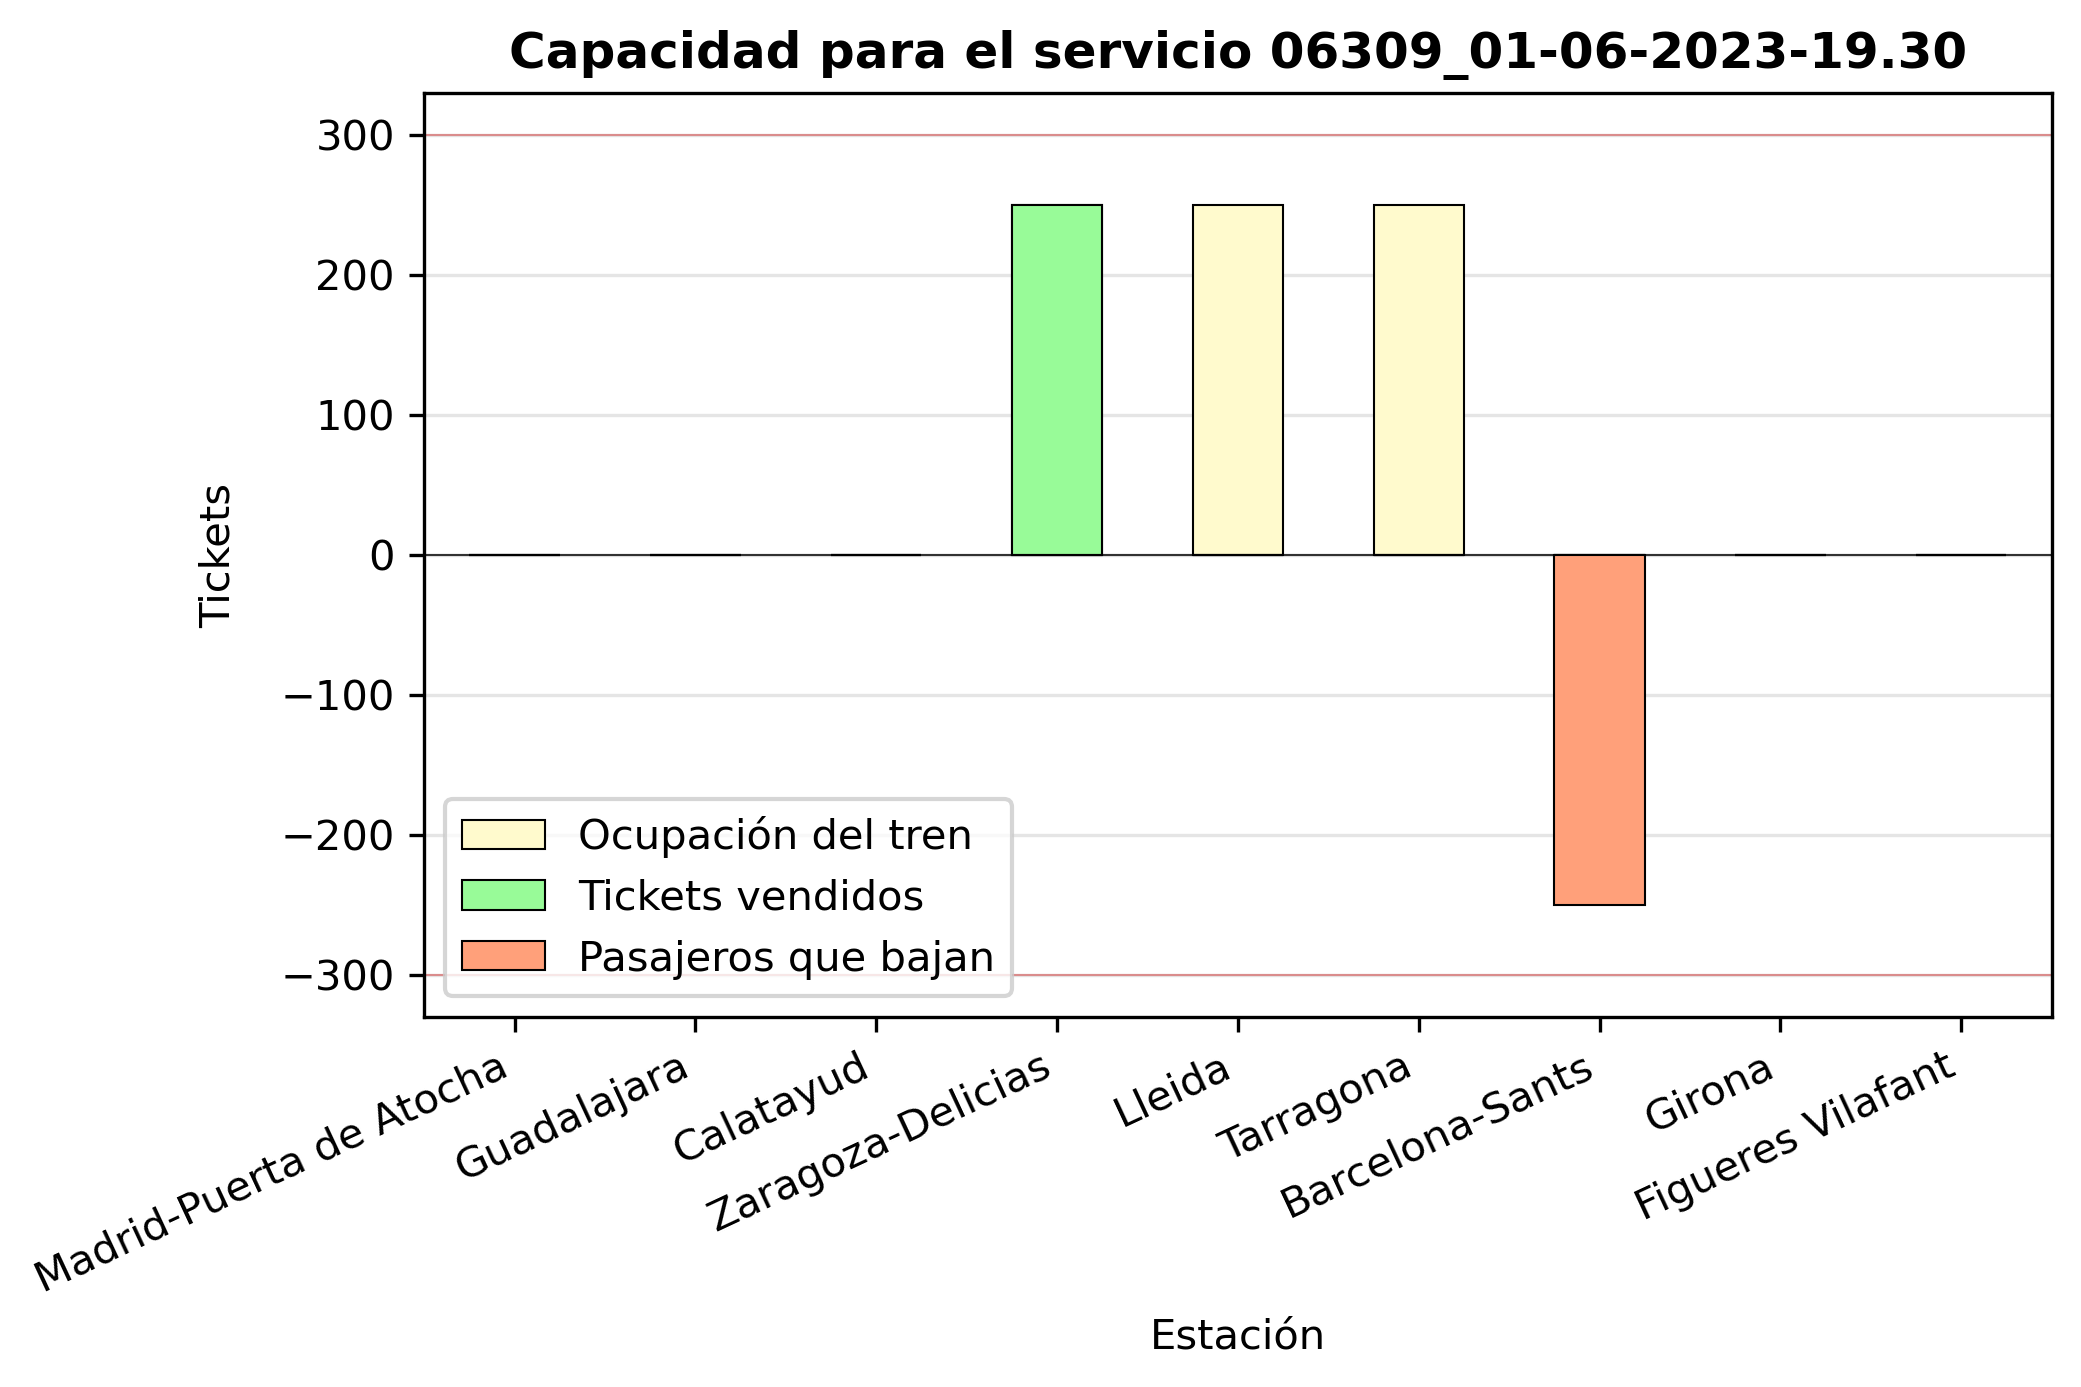 Capacidad para el servicio 06309_01-06-2023-19.30
300
200
100
0
−100
−200
−300
Tickets
Ocupación del tren
Tickets vendidos
Pasajeros que bajan
Madrid-Puerta de Atocha
Guadalajara
Calatayud
Zaragoza-Delicias
Lleida
Tarragona
Barcelona-Sants
Girona
Figueres Vilafant
Estación